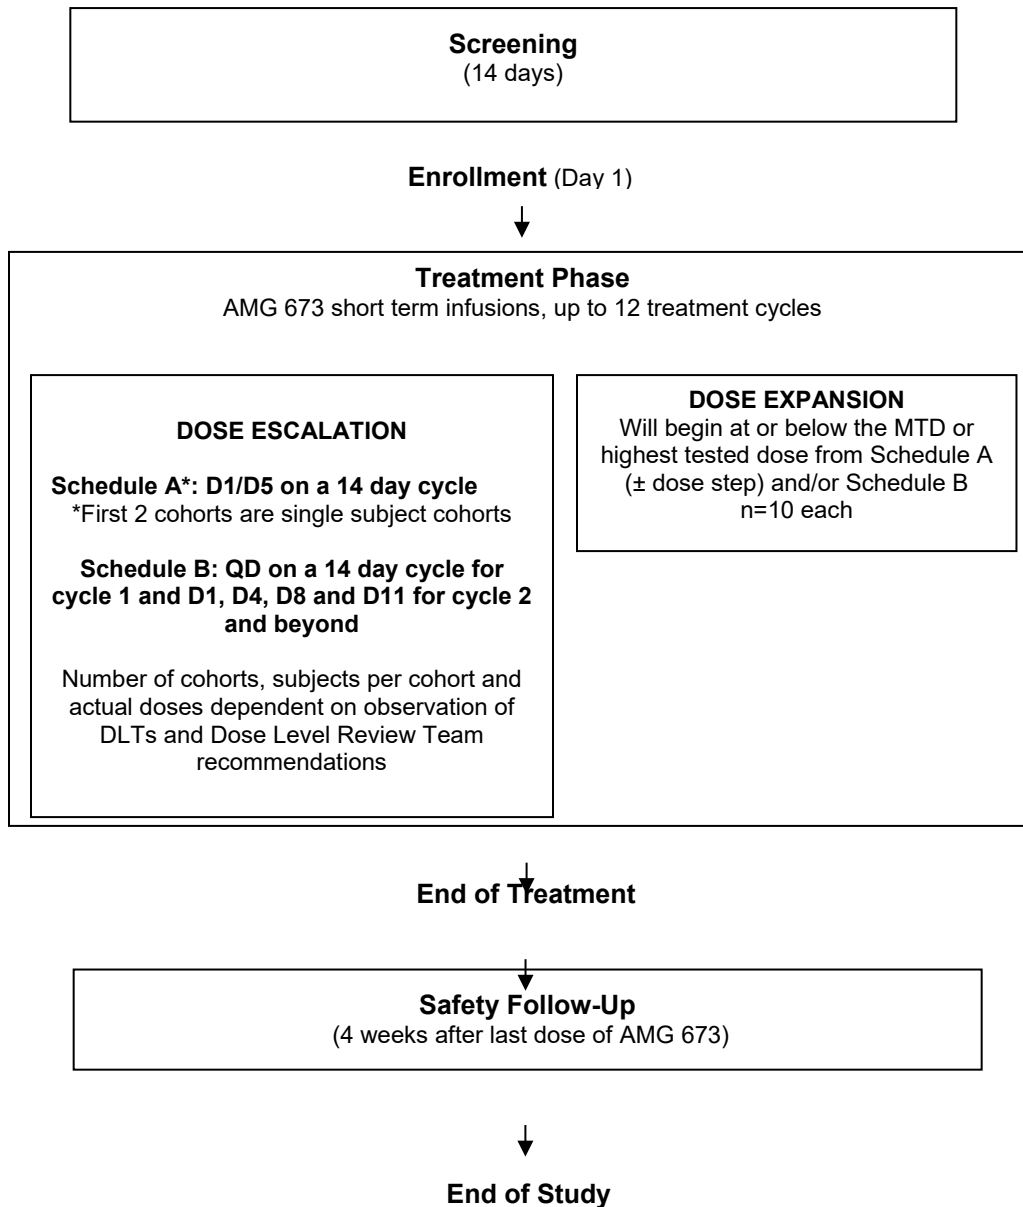 Screening
(14 days)
Enrollment (Day 1)
Treatment Phase
AMG 673 short term infusions, up to 12 treatment cycles
DOSE ESCALATION
Schedule A*: D1/D5 on a 14 day cycle
*First 2 cohorts are single subject cohorts
Schedule B: QD on a 14 day cycle for
cycle 1 and D1, D4, D8 and D11 for cycle 2
and beyond
Number of cohorts, subjects per cohort and
actual doses dependent on observation of
DLTs and Dose Level Review Team
recommendations
DOSE EXPANSION
Will begin at or below the MTD or
highest tested dose from Schedule A
(± dose step) and/or Schedule B
n=10 each
End of Treatment
Safety Follow-Up
(4 weeks after last dose of AMG 673)
End of Study